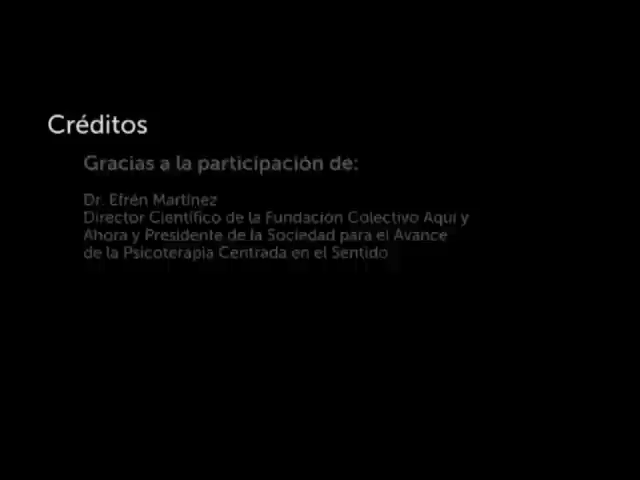 Créditos
Gracias a la participación de:
Dr. Efrén Martínez
Director Científico de la Fundación Colectivo Aquí y
Ahora y Presidente de la Sociedad para el Avance
de la Psicoterapia Centrada en el Sentido